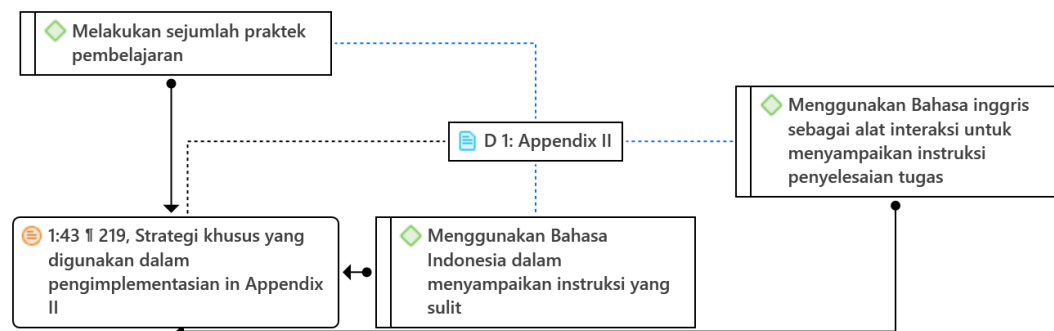 Melakukan sejumlah praktek
pembelajaran
D 1: Appendix II
Menggunakan Bahasa inggris
sebagai alat interaksi untuk
menyampaikan instruksi
penyelesaian tugas
1:43 ¶ 219, Strategi khusus yang
digunakan dalam
pengimplementasian in Appendix
II
Menggunakan Bahasa
Indonesia dalam
menyampaikan instruksi yang
sulit